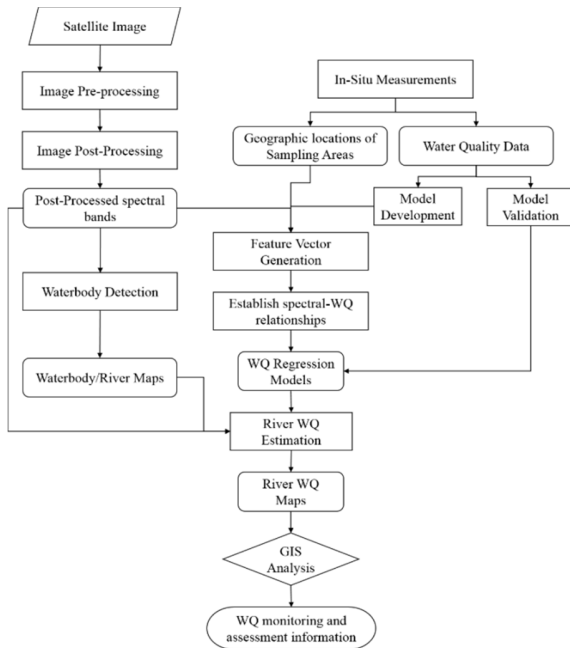 Satellite Image
In-Situ Measurements
Image Pre-processing
Geographic locations of
Sampling Areas
Water Quality Data
Image Post-Processing
Post-Processed spectral
bands
Model
Development
Model
Validation
Feature Vector
Generation
Waterbody Detection
Establish spectral-WQ
relationships
Waterbody/River Maps
WQ Regression
Models
River WQ
Estimation
River WQ
Maps
GIS
Analysis
WQ monitoring and
assessment information